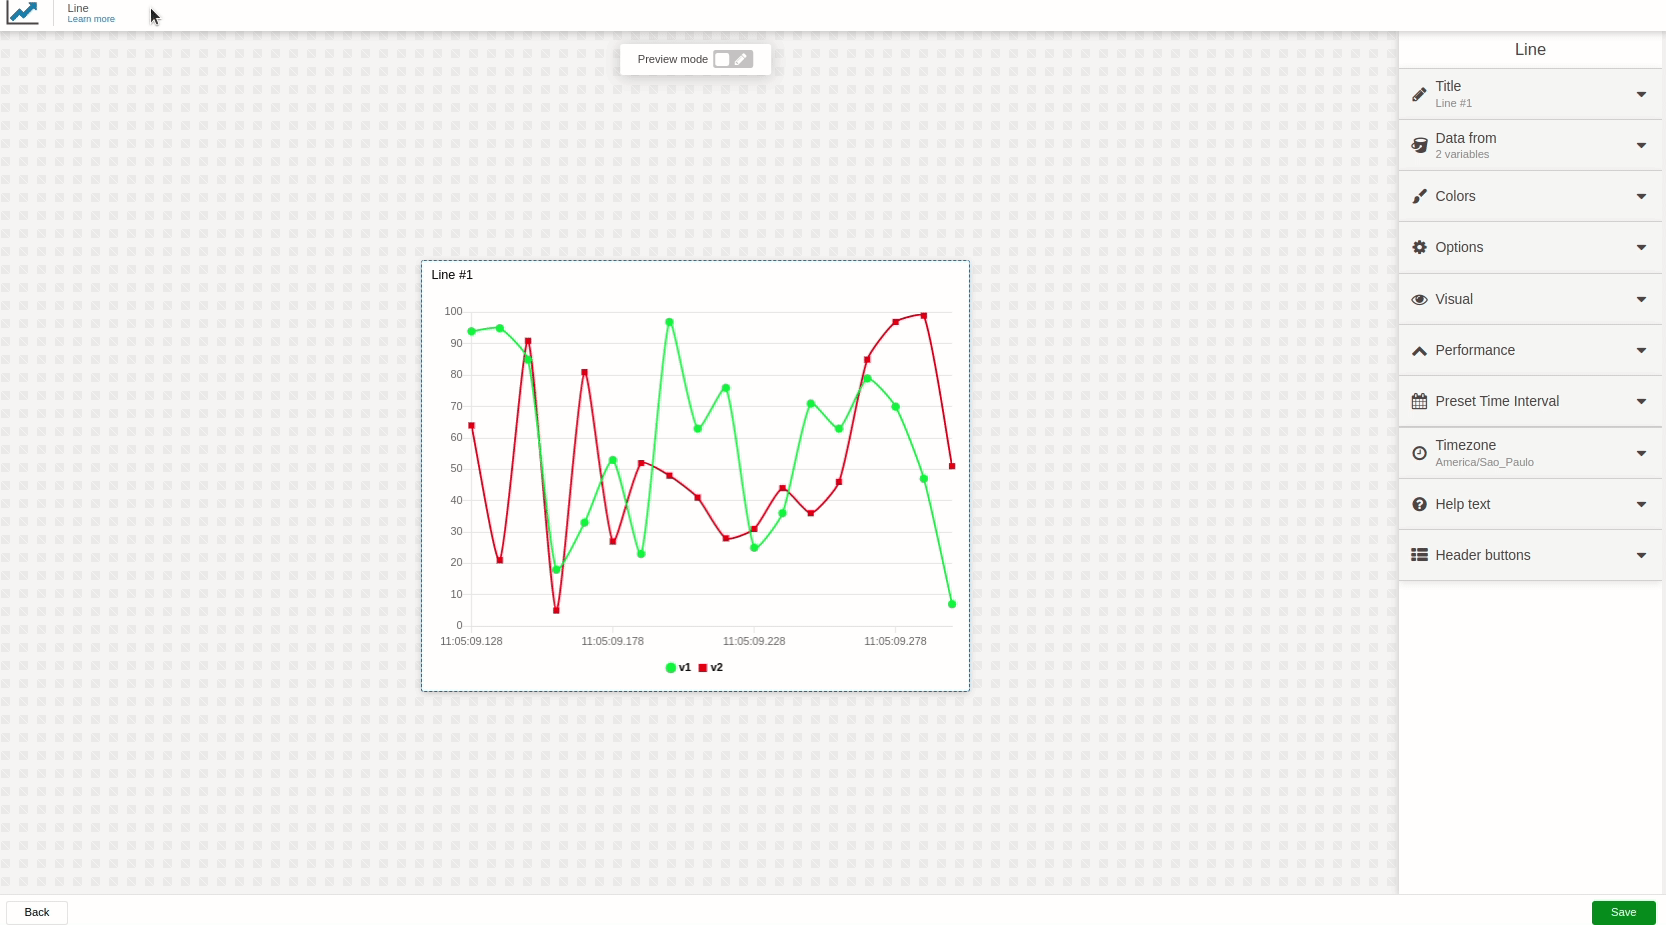 Line
Learn more
Preview mode
Line #1
100
90
80
70
60
50
40
30
20
10
0
11:05:09.128 11:05:09.178 11:05:09.228 11:05:09.278
v1 v2
Line
Title
Line #1
Data from
2 variables
Colors
Options
Visual
Performance
Preset Time Interval
Timezone
America/Sao_Paulo
Help text
Header buttons
Back
Save